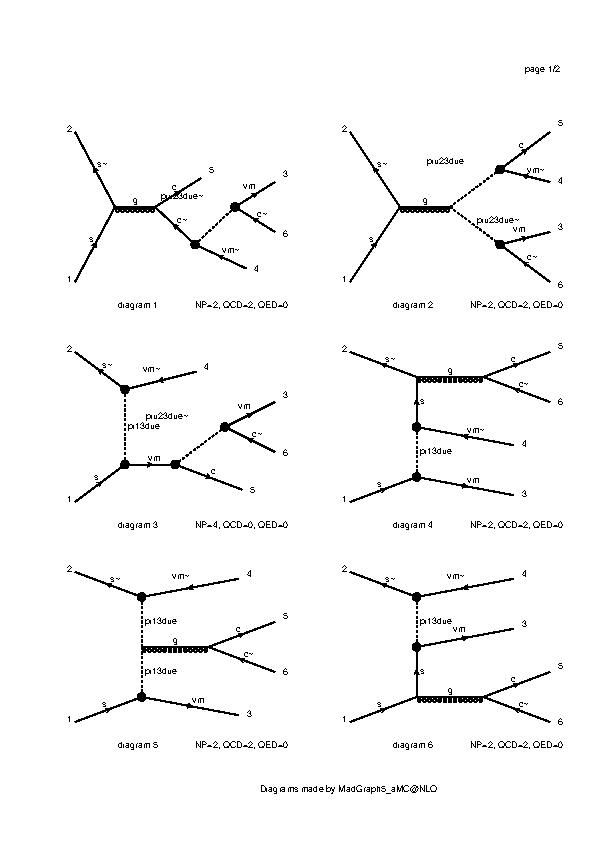 page 1/2
2
s~
s
1
g
c
5
piu23due~
c~
vm
3
c~
6
vm~
4
diagram 1 NP=2, QCD=2, QED=0
2
s~
s
1
g
piu23due
c
5
vm~
4
piu23due~
vm
3
c~
6
diagram 2 NP=2, QCD=2, QED=0
2
s~
vm~
4
piu23due~
pi13due
vm
3
c~
6
s
vm
c
5
1
diagram 3 NP=4, QCD=0, QED=0
2
s~
g
c
5
c~
6
s
vm~
4
pi13due
s
vm
3
1
diagram 4 NP=2, QCD=2, QED=0
2
s~
vm~
4
pi13due
g
c
5
c~
6
pi13due
s
vm
3
1
diagram 5 NP=2, QCD=2, QED=0
2
s~
vm~
4
pi13due
vm
3
s
g
c
5
c~
6
s
1
diagram 6 NP=2, QCD=2, QED=0
Diagrams made by MadGraph5_aMC@NLO